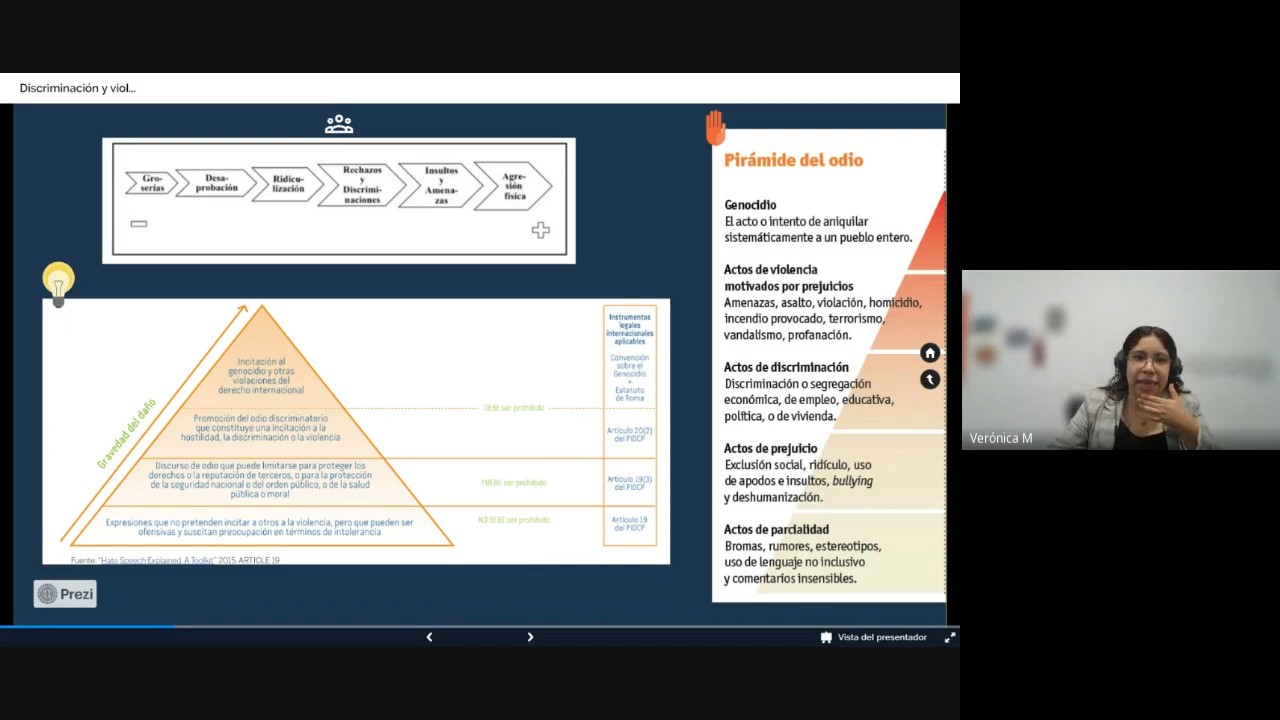 Discriminación y viol...
Gro-
serias
Desa-
probación
Ridicu-
lización
Rechazos
y
Discrimi-
naciones
Insultos
y
Amena-
zas
Agre-
sión
física
Gravedad del daño
Incitación al
genocidio y otras
violaciones del
derecho internacional
Promoción del odio discriminatorio
que constituye una incitación a la
hostilidad, la discriminación o la violencia
Discurso de odio que puede limitarse para proteger los
derechos o la reputación de terceros, o para la protección
de la seguridad nacional o del orden público, o de la salud
pública o moral
Expresiones que no pretenden incitar a otros a la violencia, pero que pueden ser
ofensivas y suscitan preocupación en términos de intolerancia
DEBE ser prohibido
ser prohibido
NO DEBE ser prohibido
Instrumentos
legales
internacionales
aplicables
Convención
sobre el
Genocidio
+
Estatuto
de Roma
Artículo 20(2)
del PIDCP
Artículo 19(3)
del PIDCP
Artículo 19
del PIDCP
Fuente: "Hate Speech Explained. A Toolkit" 2015. ARTICLE 19
Prezi
Pirámide del odio
Genocidio
El acto o intento de aniquilar
sistemáticamente a un pueblo entero.
Actos de violencia
motivados por prejuicios
Amenazas, asalto, violación, homicidio,
incendio provocado, terrorismo,
vandalismo, profanación.
Actos de discriminación
Discriminación o segregación
económica, de empleo, educativa,
política, o de vivienda.
Actos de prejuicio
Exclusión social, ridículo, uso
de apodos e insultos, bullying
y deshumanización.
Actos de parcialidad
Bromas, rumores, estereotipos,
uso de lenguaje no inclusivo
y comentarios insensibles.
Vista del presentador
Verónica M